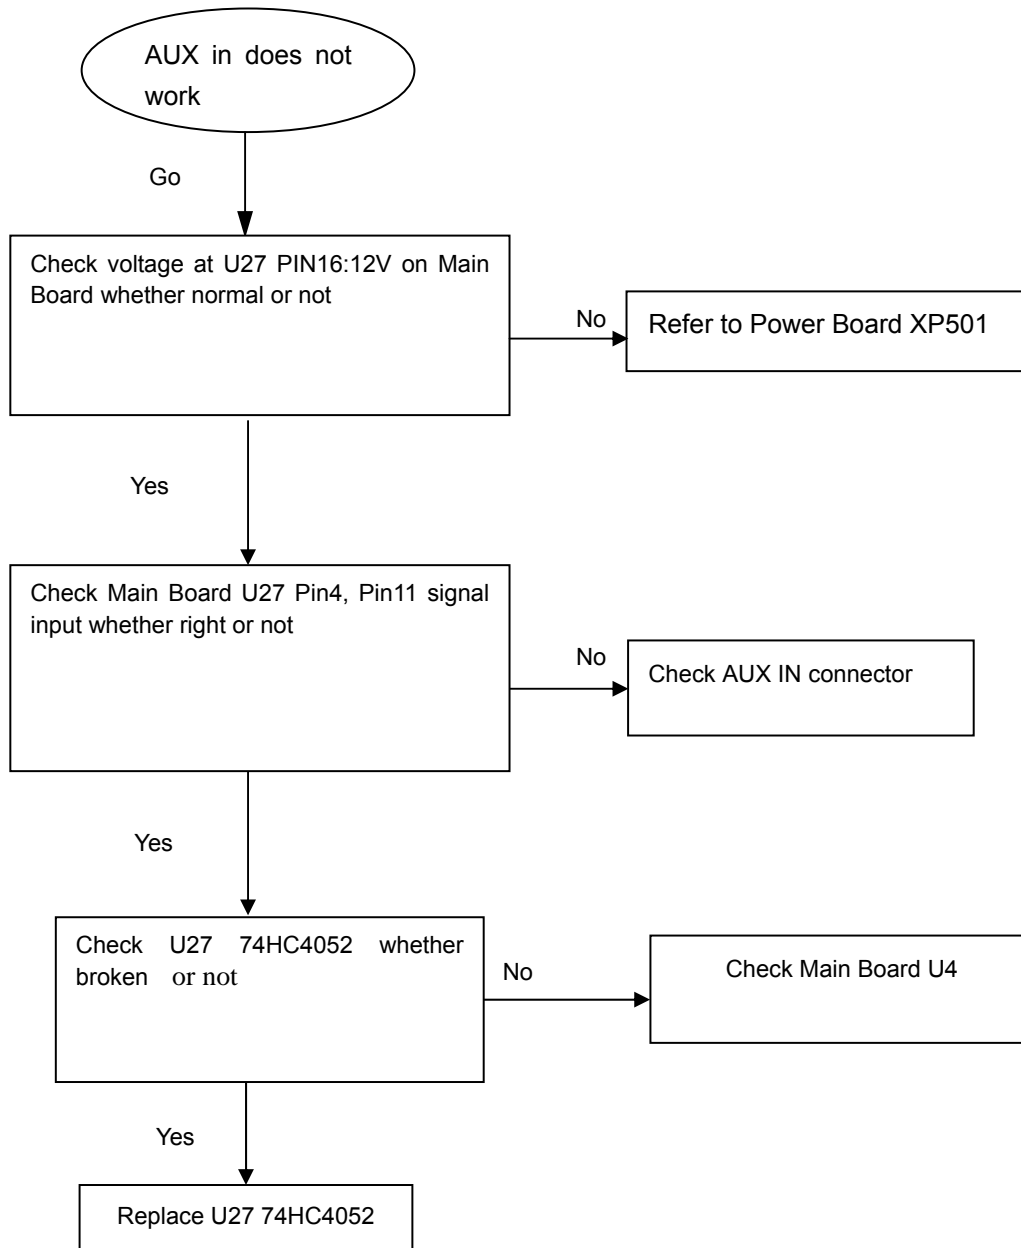 AUX in does not
work
Go
Check voltage at U27 PIN16:12V on Main
Board whether normal or not
No
Refer to Power Board XP501
Yes
Check Main Board U27 Pin4, Pin11 signal
input whether right or not
No
Check AUX IN connector
Yes
Check U27 74HC4052 whether
broken or not
No
Check Main Board U4
Yes
Replace U27 74HC4052